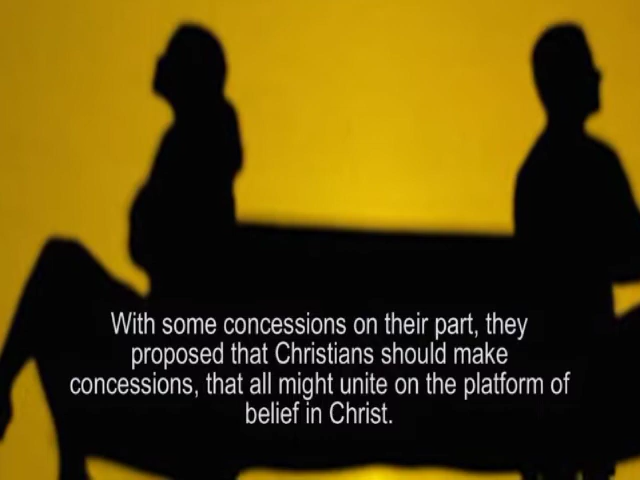 With some concessions on their part, they
proposed that Christians should make
concessions, that all might unite on the platform of
belief in Christ.